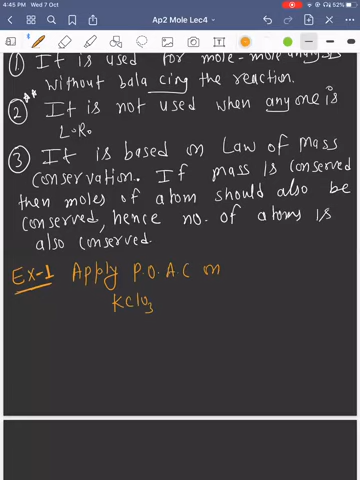 4:45 PM Wed 7 Oct
52%
Ap2 Mole Lec4
① It is used for mole-mole analysis
without bala cing the reaction.
②** It is not used when any one is
L.R.
③ It is based on Law of mass
conservation. If mass is conserved
then moles of atom should also be
conserved, hence no. of atoms is
also conserved.
Ex-1 Apply P.O.A.C on
KClO₃